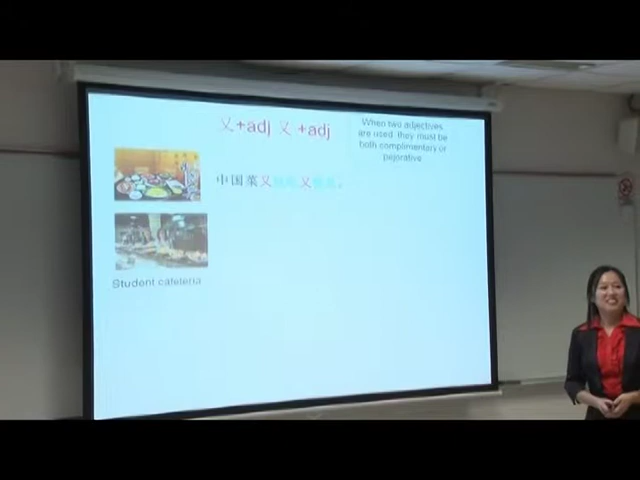 又+adj 又 +adj
When two adjectives
are used, they must be
both complimentary or
pejorative
中国菜又 又 。
Student cafeteria